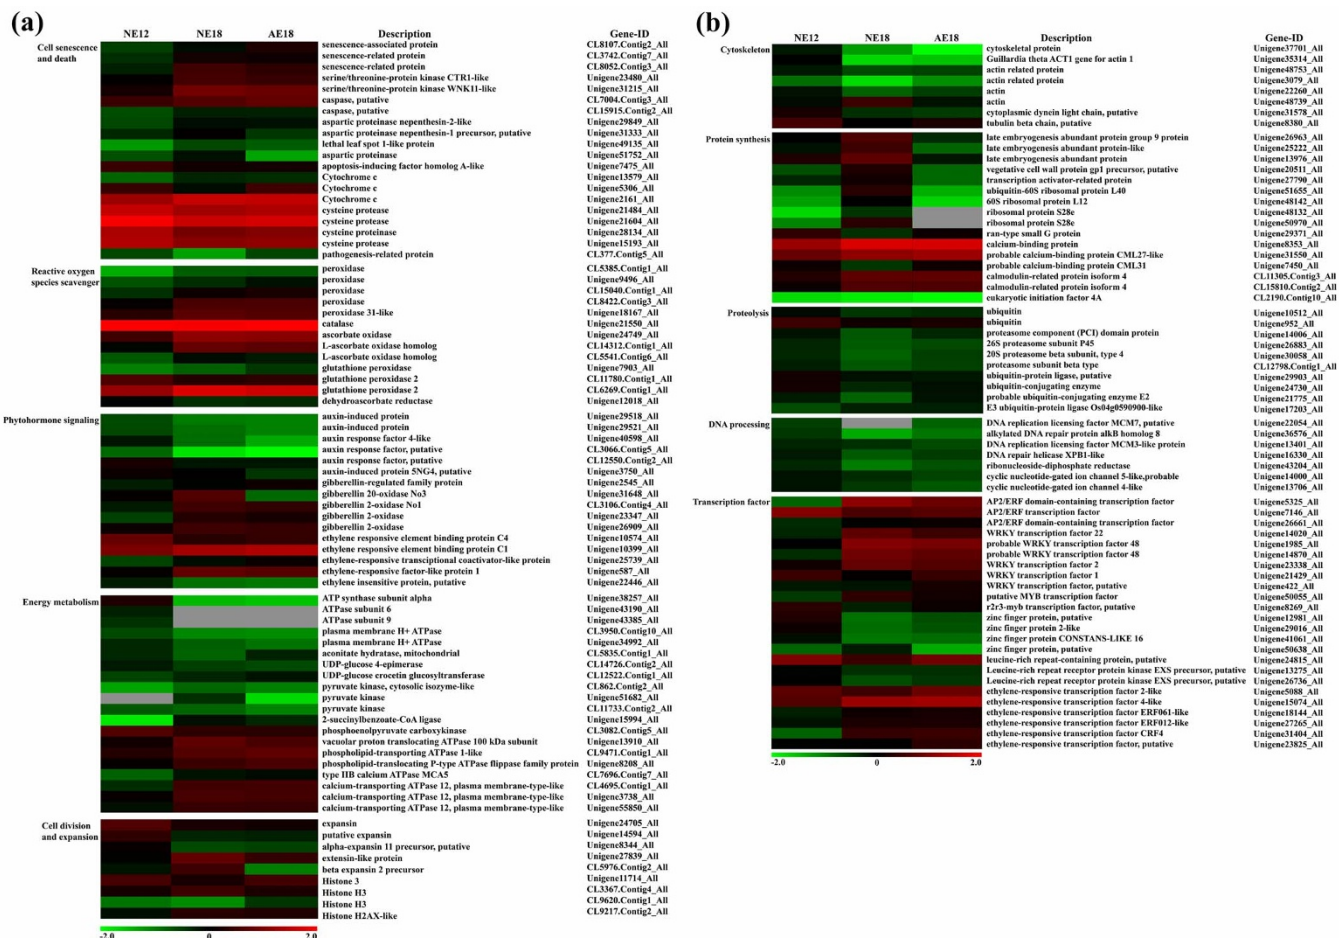 (a)
NE12 NE18 AE18 Description Gene-ID
Cell senescence and death
senescence-associated protein CL8107.Contig2_All
senescence-related protein CL3742.Contig7_All
senescence-related protein CL8052.Contig3_All
serine/threonine-protein kinase CTR1-like Unigene23480_All
serine/threonine-protein kinase WNK11-like Unigene31215_All
caspase, putative CL7004.Contig3_All
caspase, putative CL15915.Contig2_All
aspartic proteinase nepenthesin-2-like Unigene29849_All
aspartic proteinase nepenthesin-1 precursor, putative Unigene31333_All
lethal leaf spot 1-like protein Unigene49135_All
aspartic proteinase Unigene51752_All
apoptosis-inducing factor homolog A-like Unigene7475_All
Cytochrome c Unigene13579_All
Cytochrome c Unigene5306_All
Cytochrome c Unigene2161_All
cysteine protease Unigene21484_All
cysteine protease Unigene21604_All
cysteine proteinase Unigene28134_All
cysteine protease Unigene15193_All
pathogenesis-related protein CL377.Contig5_All
Reactive oxygen species scavenger
peroxidase CL5385.Contig1_All
peroxidase Unigene9496_All
peroxidase CL15040.Contig1_All
peroxidase CL8422.Contig3_All
peroxidase 31-like Unigene18167_All
catalase Unigene21550_All
ascorbate oxidase Unigene24749_All
L-ascorbate oxidase homolog CL14312.Contig1_All
L-ascorbate oxidase homolog CL5541.Contig6_All
glutathione peroxidase Unigene7903_All
glutathione peroxidase 2 CL11780.Contig1_All
glutathione peroxidase 2 CL6269.Contig1_All
dehydroascorbate reductase Unigene12018_All
Phytohormone signaling
auxin-induced protein Unigene29518_All
auxin-induced protein Unigene29521_All
auxin response factor 4-like Unigene40598_All
auxin response factor, putative CL3066.Contig5_All
auxin response factor, putative CL12550.Contig2_All
auxin-induced protein 5NG4, putative Unigene3750_All
gibberellin-regulated family protein Unigene2545_All
gibberellin 20-oxidase No3 Unigene31648_All
gibberellin 2-oxidase No1 CL3106.Contig4_All
gibberellin 2-oxidase Unigene23347_All
gibberellin 2-oxidase Unigene26909_All
ethylene responsive element binding protein C4 Unigene10574_All
ethylene responsive element binding protein C1 Unigene10399_All
ethylene-responsive transciptional coactivator-like protein Unigene25739_All
ethylene-responsive factor-like protein 1 Unigene587_All
ethylene insensitive protein, putative Unigene22446_All
Energy metabolism
ATP synthase subunit alpha Unigene38257_All
ATPase subunit 6 Unigene43190_All
ATPase subunit 9 Unigene43385_All
plasma membrane H+ ATPase CL3950.Contig10_All
plasma membrane H+ ATPase Unigene34992_All
aconitate hydratase, mitochondrial CL5835.Contig1_All
UDP-glucose 4-epimerase CL14726.Contig2_All
UDP-glucose crocetin glucosyltransferase CL12522.Contig1_All
pyruvate kinase, cytosolic isozyme-like CL862.Contig2_All
pyruvate kinase Unigene51682_All
pyruvate kinase CL11733.Contig2_All
2-succinylbenzoate-CoA ligase Unigene15994_All
phosphoenolpyruvate carboxykinase CL3082.Contig5_All
vacuolar proton translocating ATPase 100 kDa subunit Unigene13910_All
phospholipid-transporting ATPase 1-like CL9471.Contig1_All
phospholipid-translocating P-type ATPase flippase family protein Unigene8208_All
type IIB calcium ATPase MCA5 CL7696.Contig7_All
calcium-transporting ATPase 12, plasma membrane-type-like CL4695.Contig1_All
calcium-transporting ATPase 12, plasma membrane-type-like Unigene3738_All
calcium-transporting ATPase 12, plasma membrane-type-like Unigene55850_All
Cell division and expansion
expansin Unigene24705_All
putative expansin Unigene14594_All
alpha-expansin 11 precursor, putative Unigene8344_All
extensin-like protein Unigene27839_All
beta expansin 2 precursor CL5976.Contig2_All
Histone 3 Unigene11714_All
Histone H3 CL3367.Contig4_All
Histone H3 CL9620.Contig1_All
Histone H2AX-like CL9217.Contig2_All
-2.0 0 2.0
(b)
NE12 NE18 AE18 Description Gene-ID
Cytoskeleton
cytoskeletal protein Unigene37701_All
Guillardia theta ACT1 gene for actin 1 Unigene35314_All
actin related protein Unigene48753_All
actin related protein Unigene3079_All
actin Unigene22260_All
actin Unigene48739_All
cytoplasmic dynein light chain, putative Unigene31578_All
tubulin beta chain, putative Unigene8380_All
Protein synthesis
late embryogenesis abundant protein group 9 protein Unigene26963_All
late embryogenesis abundant protein-like Unigene25222_All
late embryogenesis abundant protein Unigene13976_All
vegetative cell wall protein gp1 precursor, putative Unigene20511_All
transcription activator-related protein Unigene27790_All
ubiquitin-60S ribosomal protein L40 Unigene51655_All
60S ribosomal protein L12 Unigene48142_All
ribosomal protein S28e Unigene48132_All
ribosomal protein S28e Unigene50970_All
ran-type small G protein Unigene29371_All
calcium-binding protein Unigene8353_All
probable calcium-binding protein CML27-like Unigene31550_All
probable calcium-binding protein CML31 Unigene7450_All
calmodulin-related protein isoform 4 CL11305.Contig3_All
calmodulin-related protein isoform 4 CL15810.Contig2_All
eukaryotic initiation factor 4A CL2190.Contig10_All
Proteolysis
ubiquitin Unigene10512_All
ubiquitin Unigene952_All
proteasome component (PCI) domain protein Unigene14006_All
26S proteasome subunit P45 Unigene26883_All
20S proteasome beta subunit, type 4 Unigene30058_All
proteasome subunit beta type CL12798.Contig1_All
ubiquitin-protein ligase, putative Unigene29903_All
ubiquitin-conjugating enzyme Unigene24730_All
probable ubiquitin-conjugating enzyme E2 Unigene21775_All
E3 ubiquitin-protein ligase Os04g0590900-like Unigene17203_All
DNA processing
DNA replication licensing factor MCM7, putative Unigene22054_All
alkylated DNA repair protein alkB homolog 8 Unigene36576_All
DNA replication licensing factor MCM3-like protein Unigene13401_All
DNA repair helicase XPB1-like Unigene16330_All
ribonucleoside-diphosphate reductase Unigene43204_All
cyclic nucleotide-gated ion channel 5-like,probable Unigene14000_All
cyclic nucleotide-gated ion channel 4-like Unigene13706_All
Transcription factor
AP2/ERF domain-containing transcription factor Unigene5325_All
AP2/ERF transcription factor Unigene7146_All
AP2/ERF domain-containing transcription factor Unigene26661_All
WRKY transcription factor 22 Unigene14020_All
probable WRKY transcription factor 48 Unigene1985_All
probable WRKY transcription factor 48 Unigene14870_All
WRKY transcription factor 2 Unigene23338_All
WRKY transcription factor 1 Unigene21429_All
WRKY transcription factor, putative Unigene422_All
putative MYB transcription factor Unigene50055_All
r2r3-myb transcription factor, putative Unigene8269_All
zinc finger protein, putative Unigene12981_All
zinc finger protein 2-like Unigene29016_All
zinc finger protein CONSTANS-LIKE 16 Unigene41061_All
zinc finger protein, putative Unigene50638_All
leucine-rich repeat-containing protein, putative Unigene24815_All
Leucine-rich repeat receptor protein kinase EXS precursor, putative Unigene13275_All
Leucine-rich repeat receptor protein kinase EXS precursor, putative Unigene26736_All
ethylene-responsive transcription factor 2-like Unigene5088_All
ethylene-responsive transcription factor 4-like Unigene15074_All
ethylene-responsive transcription factor ERF061-like Unigene18144_All
ethylene-responsive transcription factor ERF012-like Unigene27265_All
ethylene-responsive transcription factor CRF4 Unigene31404_All
ethylene-responsive transcription factor, putative Unigene23825_All
-2.0 0 2.0